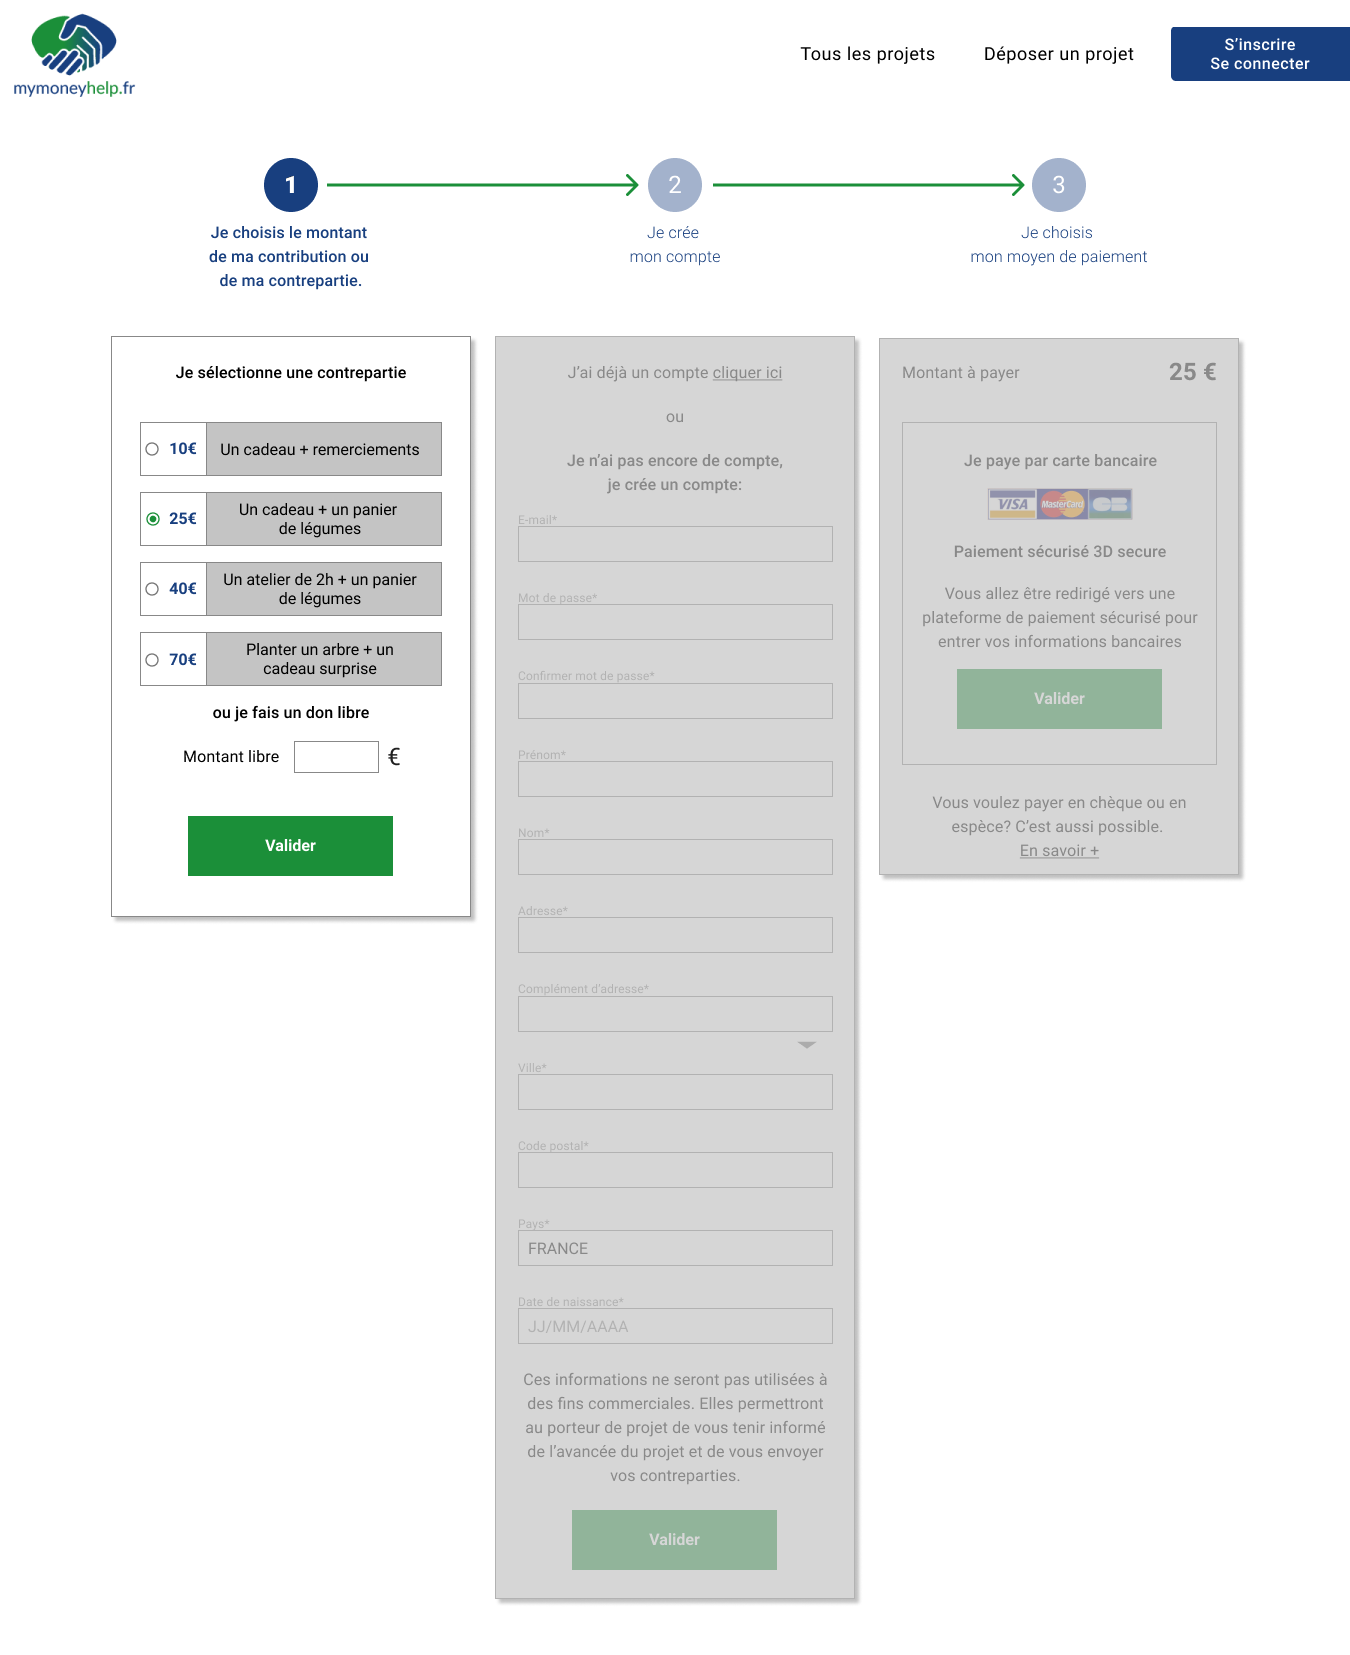 mymoneyhelp.fr
Tous les projets
Déposer un projet
S'inscrire
Se connecter
1
2
3
Je choisis le montant
de ma contribution ou
de ma contrepartie.
Je crée
mon compte
Je choisis
mon moyen de paiement
Je sélectionne une contrepartie
10€ Un cadeau + remerciements
25€ Un cadeau + un panier
de légumes
40€ Un atelier de 2h + un panier
de légumes
70€ Planter un arbre + un
cadeau surprise
ou je fais un don libre
Montant libre €
Valider
J'ai déjà un compte cliquer ici
ou
Je n'ai pas encore de compte,
je crée un compte:
E-mail*
Mot de passe*
Confirmer mot de passe*
Prénom*
Nom*
Adresse*
Complément d'adresse*
Ville*
Code postal*
Pays*
FRANCE
Date de naissance*
JJ/MM/AAAA
Ces informations ne seront pas utilisées à
des fins commerciales. Elles permettront
au porteur de projet de vous tenir informé
de l'avancée du projet et de vous envoyer
vos contreparties.
Valider
Montant à payer 25 €
Je paye par carte bancaire
VISA MasterCard CB
Paiement sécurisé 3D secure
Vous allez être redirigé vers une
plateforme de paiement sécurisé pour
entrer vos informations bancaires
Valider
Vous voulez payer en chèque ou en
espèce? C'est aussi possible.
En savoir +